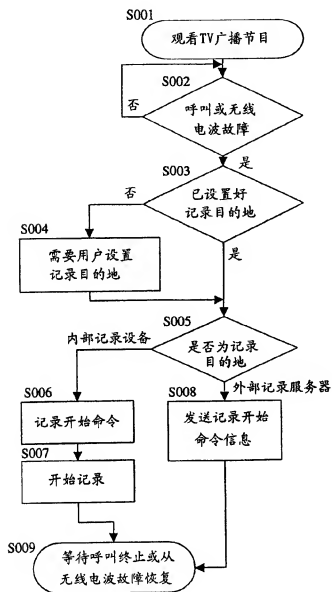 S001
观看TV广播节目
S002
呼叫或无线
电波故障
否
是
S003
已设置好
记录目的地
否
是
S004
需要用户设置
记录目的地
S005
是否为记录
目的地
内部记录设备
外部记录服务器
S006
记录开始命令
S008
发送记录开始
命令信息
S007
开始记录
S009
等待呼叫终止或从
无线电波故障恢复